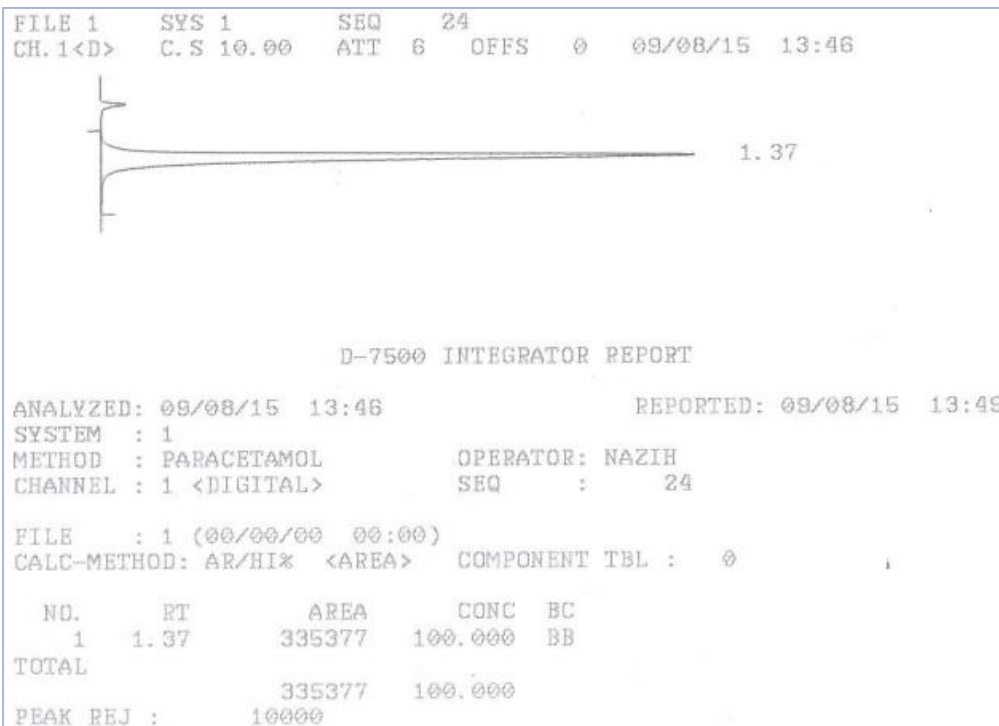 FILE 1 SYS 1 SEQ 24
CH. 1<D> C.S 10.00 ATT 6 OFFS 0 09/08/15 13:46
1.37
D-7500 INTEGRATOR REPORT
ANALYZED: 09/08/15 13:46 REPORTED: 09/08/15 13:49
SYSTEM : 1
METHOD : PARACETAMOL OPERATOR: NAZIH
CHANNEL : 1 <DIGITAL> SEQ : 24
FILE : 1 (00/00/00 00:00)
CALC-METHOD: AR/HI% <AREA> COMPONENT TBL : 0
NO. RT AREA CONC BC
1 1.37 335377 100.000 BB
TOTAL
335377 100.000
PEAK REJ : 10000